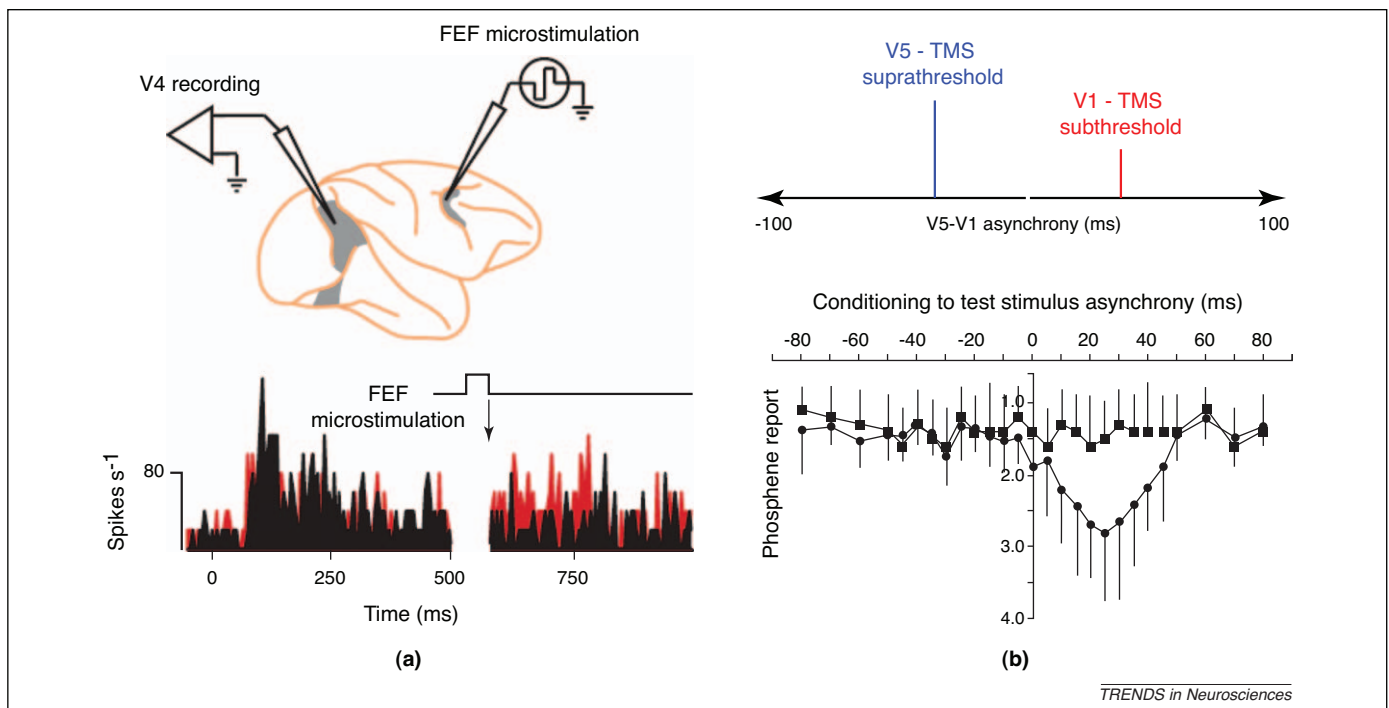 FEF microstimulation
V4 recording
FEF
microstimulation
80
Spikes s-1
0 250 500 750
Time (ms)
(a)
V5 - TMS
suprathreshold
V1 - TMS
subthreshold
-100 V5-V1 asynchrony (ms) 100
Conditioning to test stimulus asynchrony (ms)
-80 -60 -40 -20 0 20 40 60 80
Phosphene report
1.0
2.0
3.0
4.0
(b)
TRENDS in Neurosciences